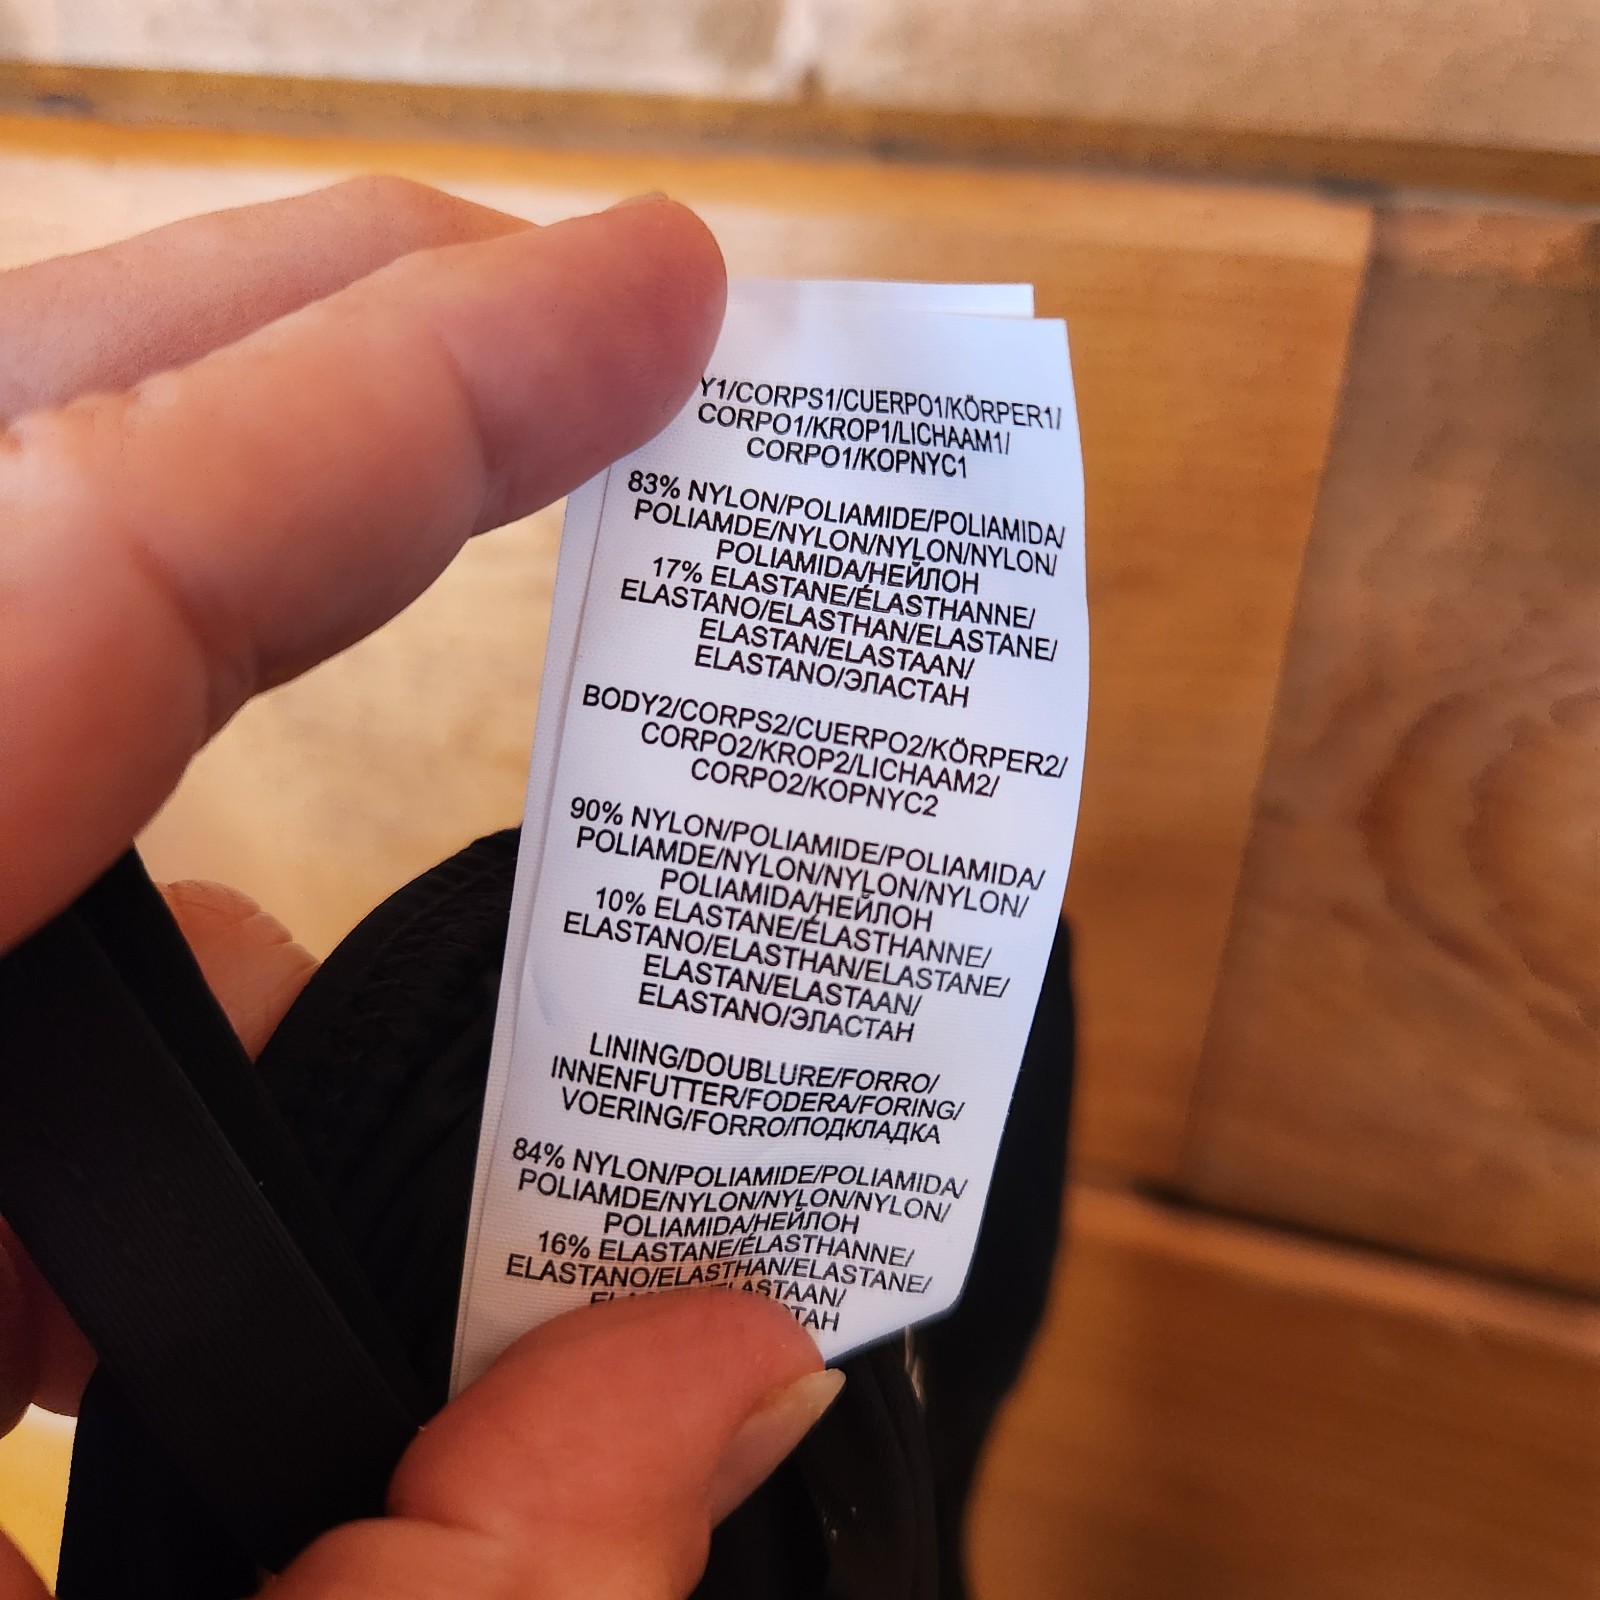 Y1/CORPS1/CUERPO1/KÖRPER1/
CORPO1/KROP1/LICHAAM1/
CORPO1/KOPNYC1
83% NYLON/POLIAMIDE/POLIAMIDA/
POLIAMDE/NYLON/NYLON/NYLON/
POLIAMIDA/НЕЙЛОН
17% ELASTANE/ÉLASTHANNE/
ELASTANO/ELASTHAN/ELASTANE/
ELASTAN/ELASTAAN/
ELASTANO/ЭЛАСТАН
BODY2/CORPS2/CUERPO2/KÖRPER2/
CORPO2/KROP2/LICHAAM2/
CORPO2/KOPNYC2
90% NYLON/POLIAMIDE/POLIAMIDA/
POLIAMDE/NYLON/NYLON/NYLON/
POLIAMIDA/НЕЙЛОН
10% ELASTANE/ÉLASTHANNE/
ELASTANO/ELASTHAN/ELASTANE/
ELASTAN/ELASTAAN/
ELASTANO/ЭЛАСТАН
LINING/DOUBLURE/FORRO/
INNENFUTTER/FODERA/FORING/
VOERING/FORRO/ПОДКЛАДКА
84% NYLON/POLIAMIDE/POLIAMIDA/
POLIAMDE/NYLON/NYLON/NYLON/
POLIAMIDA/НЕЙЛОН
16% ELASTANE/ÉLASTHANNE/
ELASTANO/ELASTHAN/ELASTANE/
LASTAAN/
ТАН